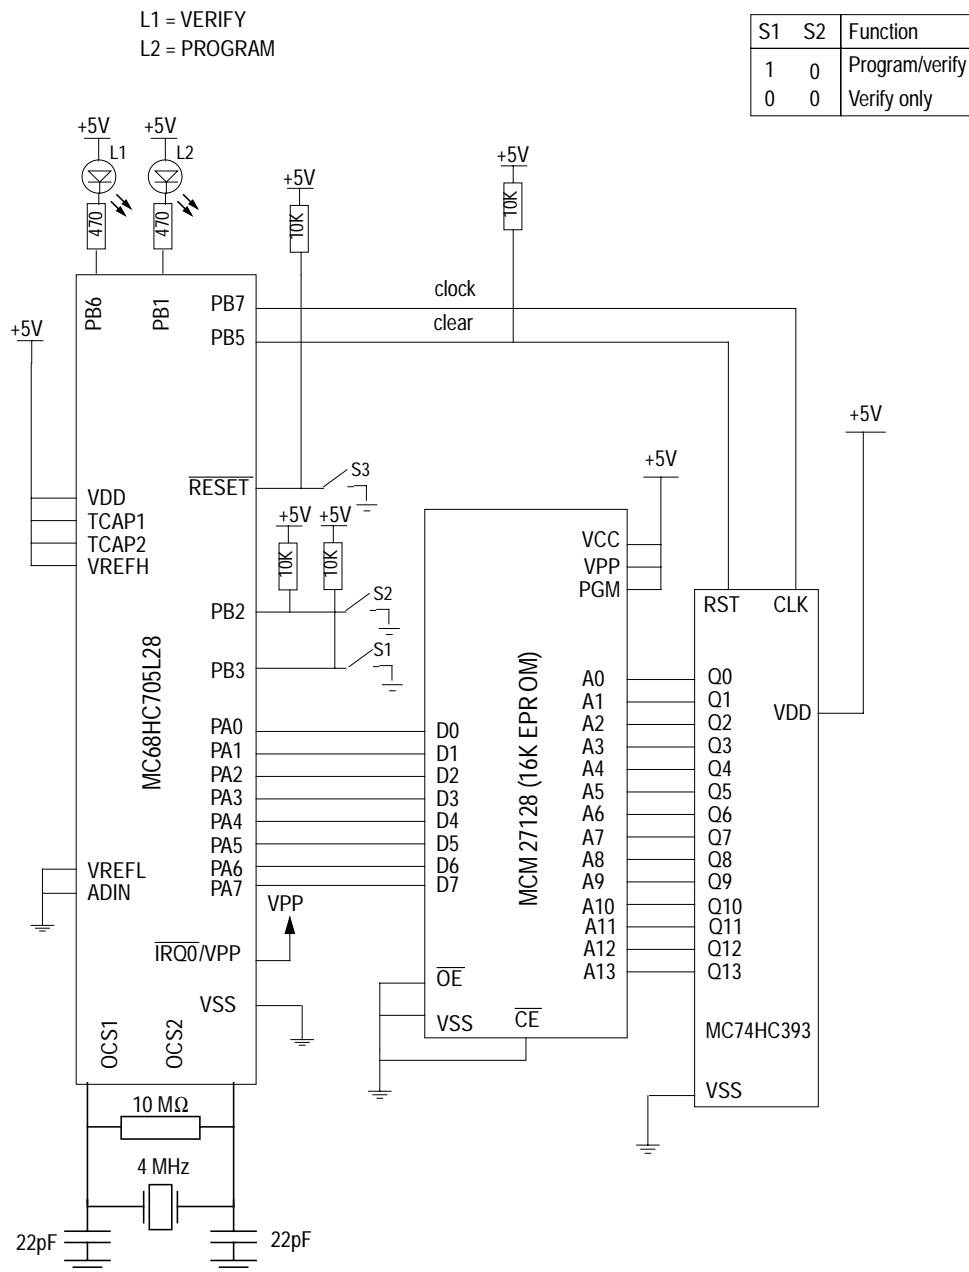 L1 = VERIFY
L2 = PROGRAM
S1 S2 Function
1 0 Program/verify
0 0 Verify only
+5V +5V
L1 L2
470 470
+5V
10K
+5V
10K
PB6 PB1
PB7 clock
PB5 clear
+5V
+5V
+5V
RESET S3
VDD
TCAP1
TCAP2
VREFH
+5V +5V
10K 10K
PB2 S2
PB3 S1
MC68HC705L28
PA0
PA1
PA2
PA3
PA4
PA5
PA6
PA7
VREFL
ADIN
VPP
IRQ0/VPP
VSS
OCS1 OCS2
10 MΩ
4 MHz
22pF 22pF
VCC
VPP
PGM
MCM 27128 (16K EPR OM)
D0
D1
D2
D3
D4
D5
D6
D7
A0
A1
A2
A3
A4
A5
A6
A7
A8
A9
A10
A11
A12
A13
OE
VSS CE
RST CLK
Q0
Q1
Q2
Q3
Q4
Q5
Q6
Q7
Q8
Q9
Q10
Q11
Q12
Q13
VDD
MC74HC393
VSS